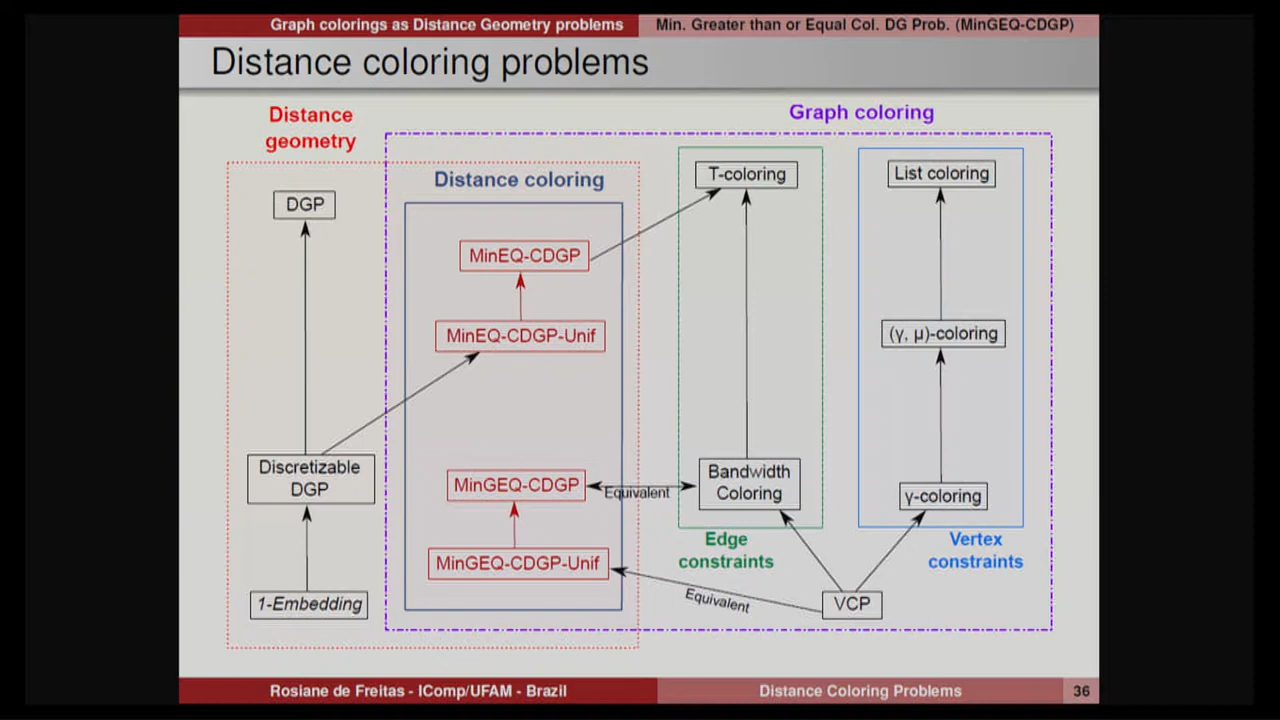 Graph colorings as Distance Geometry problems
Min. Greater than or Equal Col. DG Prob. (MinGEQ-CDGP)
Distance coloring problems
Distance
geometry
Graph coloring
Distance coloring
DGP
T-coloring
List coloring
MinEQ-CDGP
MinEQ-CDGP-Unif
(γ, μ)-coloring
Discretizable
DGP
MinGEQ-CDGP
Equivalent
Bandwidth
Coloring
γ-coloring
Edge
constraints
Vertex
constraints
MinGEQ-CDGP-Unif
Equivalent
1-Embedding
VCP
Rosiane de Freitas - IComp/UFAM - Brazil
Distance Coloring Problems
36